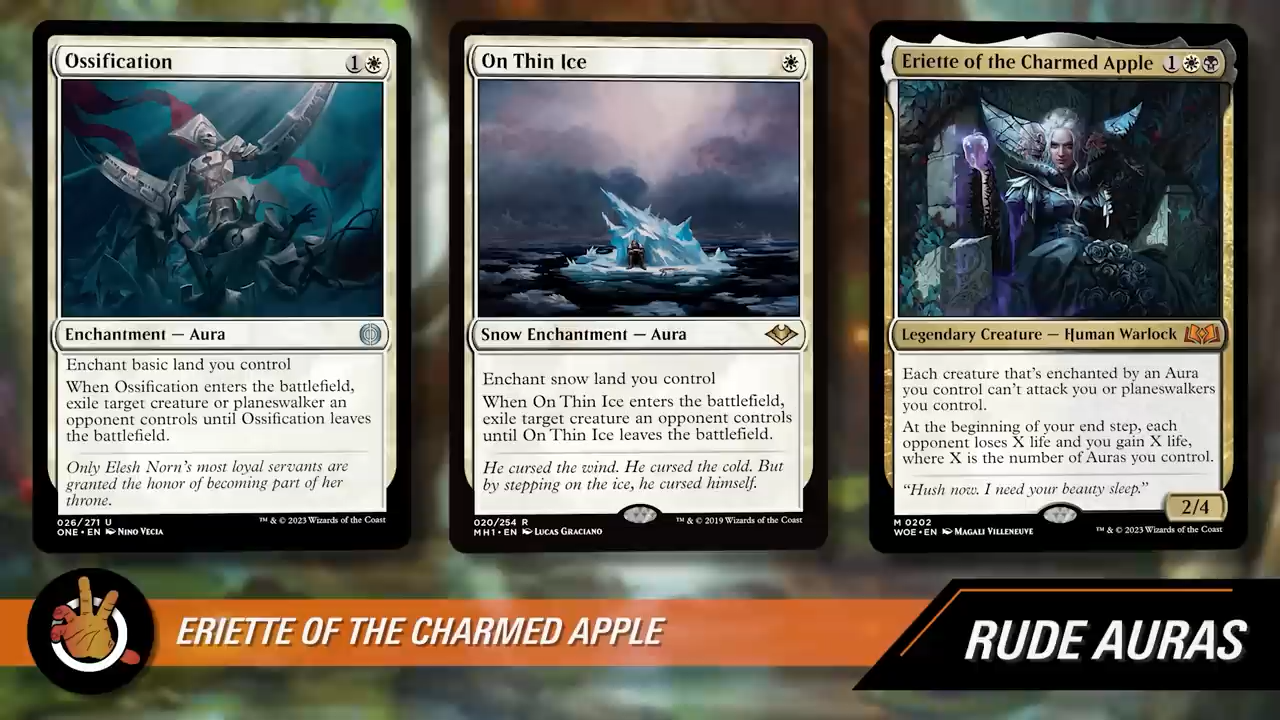 Ossification 1
Enchantment — Aura
Enchant basic land you control
When Ossification enters the battlefield,
exile target creature or planeswalker an
opponent controls until Ossification leaves
the battlefield.
Only Elesh Norn's most loyal servants are
granted the honor of becoming part of her
throne.
026/271 U
ONE • EN Nino Vecia
™ & © 2023 Wizards of the Coast
On Thin Ice
Snow Enchantment — Aura
Enchant snow land you control
When On Thin Ice enters the battlefield,
exile target creature an opponent controls
until On Thin Ice leaves the battlefield.
He cursed the wind. He cursed the cold. But
by stepping on the ice, he cursed himself.
020/254 R
MH1 • EN Lucas Graciano
™ & © 2019 Wizards of the Coast
Eriette of the Charmed Apple 1
Legendary Creature — Human Warlock
Each creature that's enchanted by an Aura
you control can't attack you or planeswalkers
you control.
At the beginning of your end step, each
opponent loses X life and you gain X life,
where X is the number of Auras you control.
"Hush now. I need your beauty sleep."
2/4
M 0202
WOE • EN Magali Villeneuve
™ & © 2023 Wizards of the Coast
ERIETTE OF THE CHARMED APPLE
RUDE AURAS